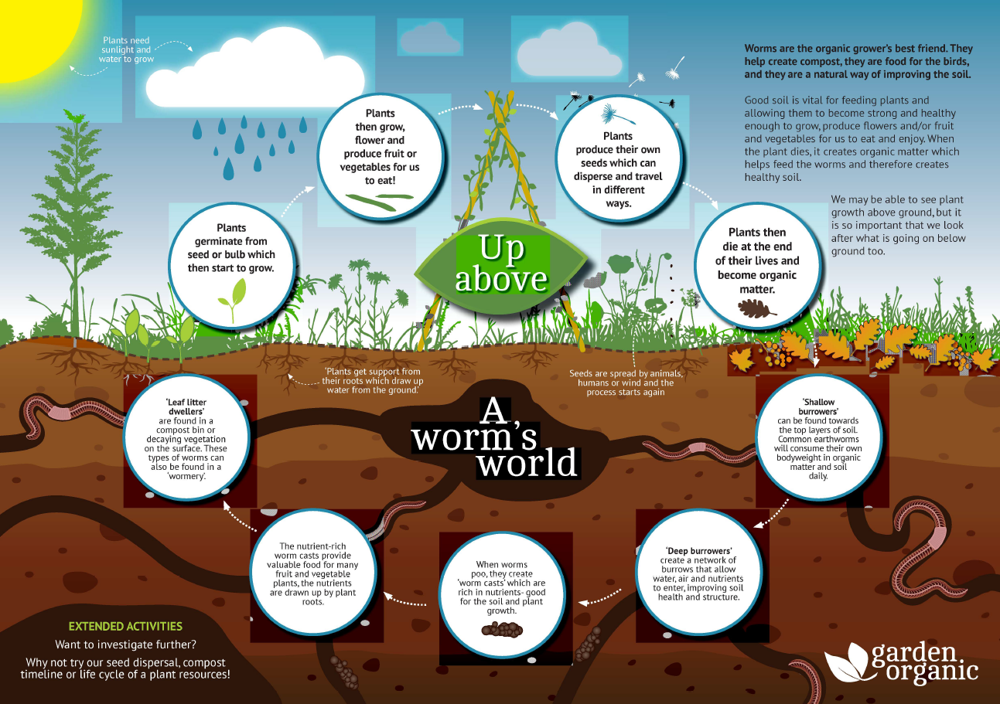 Plants need
sunlight and
water to grow
Worms are the organic grower's best friend. They
help create compost, they are food for the birds,
and they are a natural way of improving the soil.
Good soil is vital for feeding plants and
allowing them to become strong and healthy
enough to grow, produce flowers and/or fruit
and vegetables for us to eat and enjoy. When
the plant dies, it creates organic matter which
helps feed the worms and therefore creates
healthy soil.
We may be able to see plant
growth above ground, but it
is so important that we look
after what is going on below
ground too.
Plants
germinate from
seed or bulb which
then start to grow.
Plants
then grow,
flower and
produce fruit or
vegetables for us
to eat!
Up
above
Plants
produce their own
seeds which can
disperse and travel
in different
ways.
Plants then
die at the end
of their lives and
become organic
matter.
'Plants get support from
their roots which draw up
water from the ground.'
Seeds are spread by animals,
humans or wind and the
process starts again
A
worm's
world
'Shallow
burrowers'
can be found towards
the top layers of soil.
Common earthworms
will consume their own
bodyweight in organic
matter and soil
daily.
'Deep burrowers'
create a network of
burrows that allow
water, air and nutrients
to enter, improving soil
health and structure.
When worms
poo, they create
'worm casts' which are
rich in nutrients- good
for the soil and plant
growth.
The nutrient-rich
worm casts provide
valuable food for many
fruit and vegetable
plants, the nutrients
are drawn up by plant
roots.
'Leaf litter
dwellers'
are found in a
compost bin or
decaying vegetation
on the surface. These
types of worms can
also be found in a
'wormery'.
EXTENDED ACTIVITIES
Want to investigate further?
Why not try our seed dispersal, compost
timeline or life cycle of a plant resources!
garden
organic